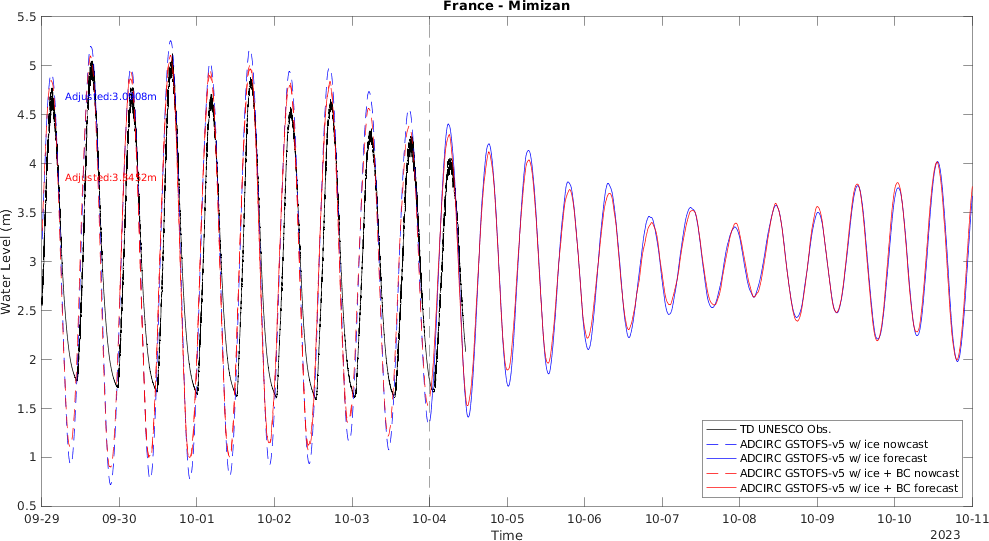 France - Mimizan
Water Level (m)
5.5
5
4.5
4
3.5
3
2.5
2
1.5
1
0.5
Adjusted:3.0
08m
Adjusted:3.5
TD UNESCO Obs.
ADCIRC GSTOFS-v5 w/ ice nowcast
ADCIRC GSTOFS-v5 w/ ice forecast
ADCIRC GSTOFS-v5 w/ ice + BC nowcast
ADCIRC GSTOFS-v5 w/ ice + BC forecast
09-29 09-30 10-01 10-02 10-03 10-04 10-05 10-06 10-07 10-08 10-09 10-10 10-11
Time
2023